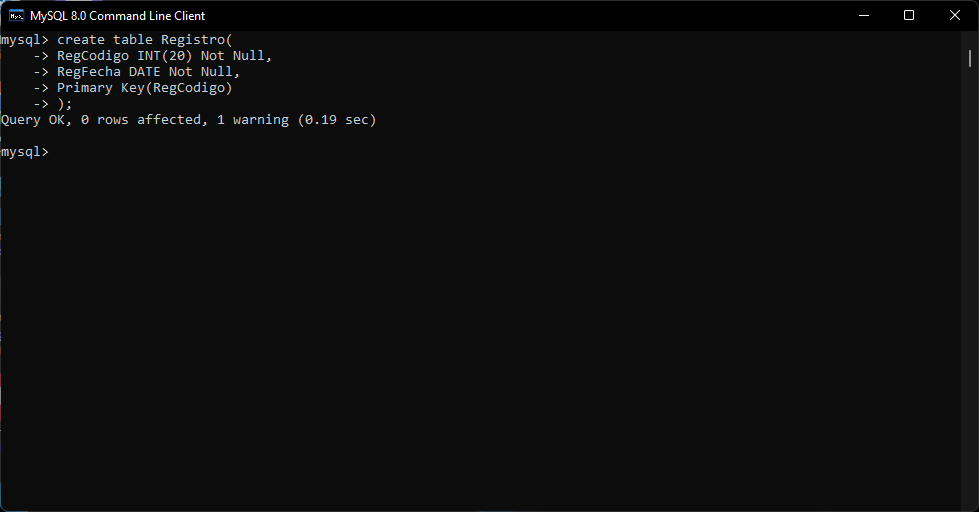 MySQL 8.0 Command Line Client
mysql> create table Registro(
    -> RegCodigo INT(20) Not Null,
    -> RegFecha DATE Not Null,
    -> Primary Key(RegCodigo)
    -> );
Query OK, 0 rows affected, 1 warning (0.19 sec)
mysql>